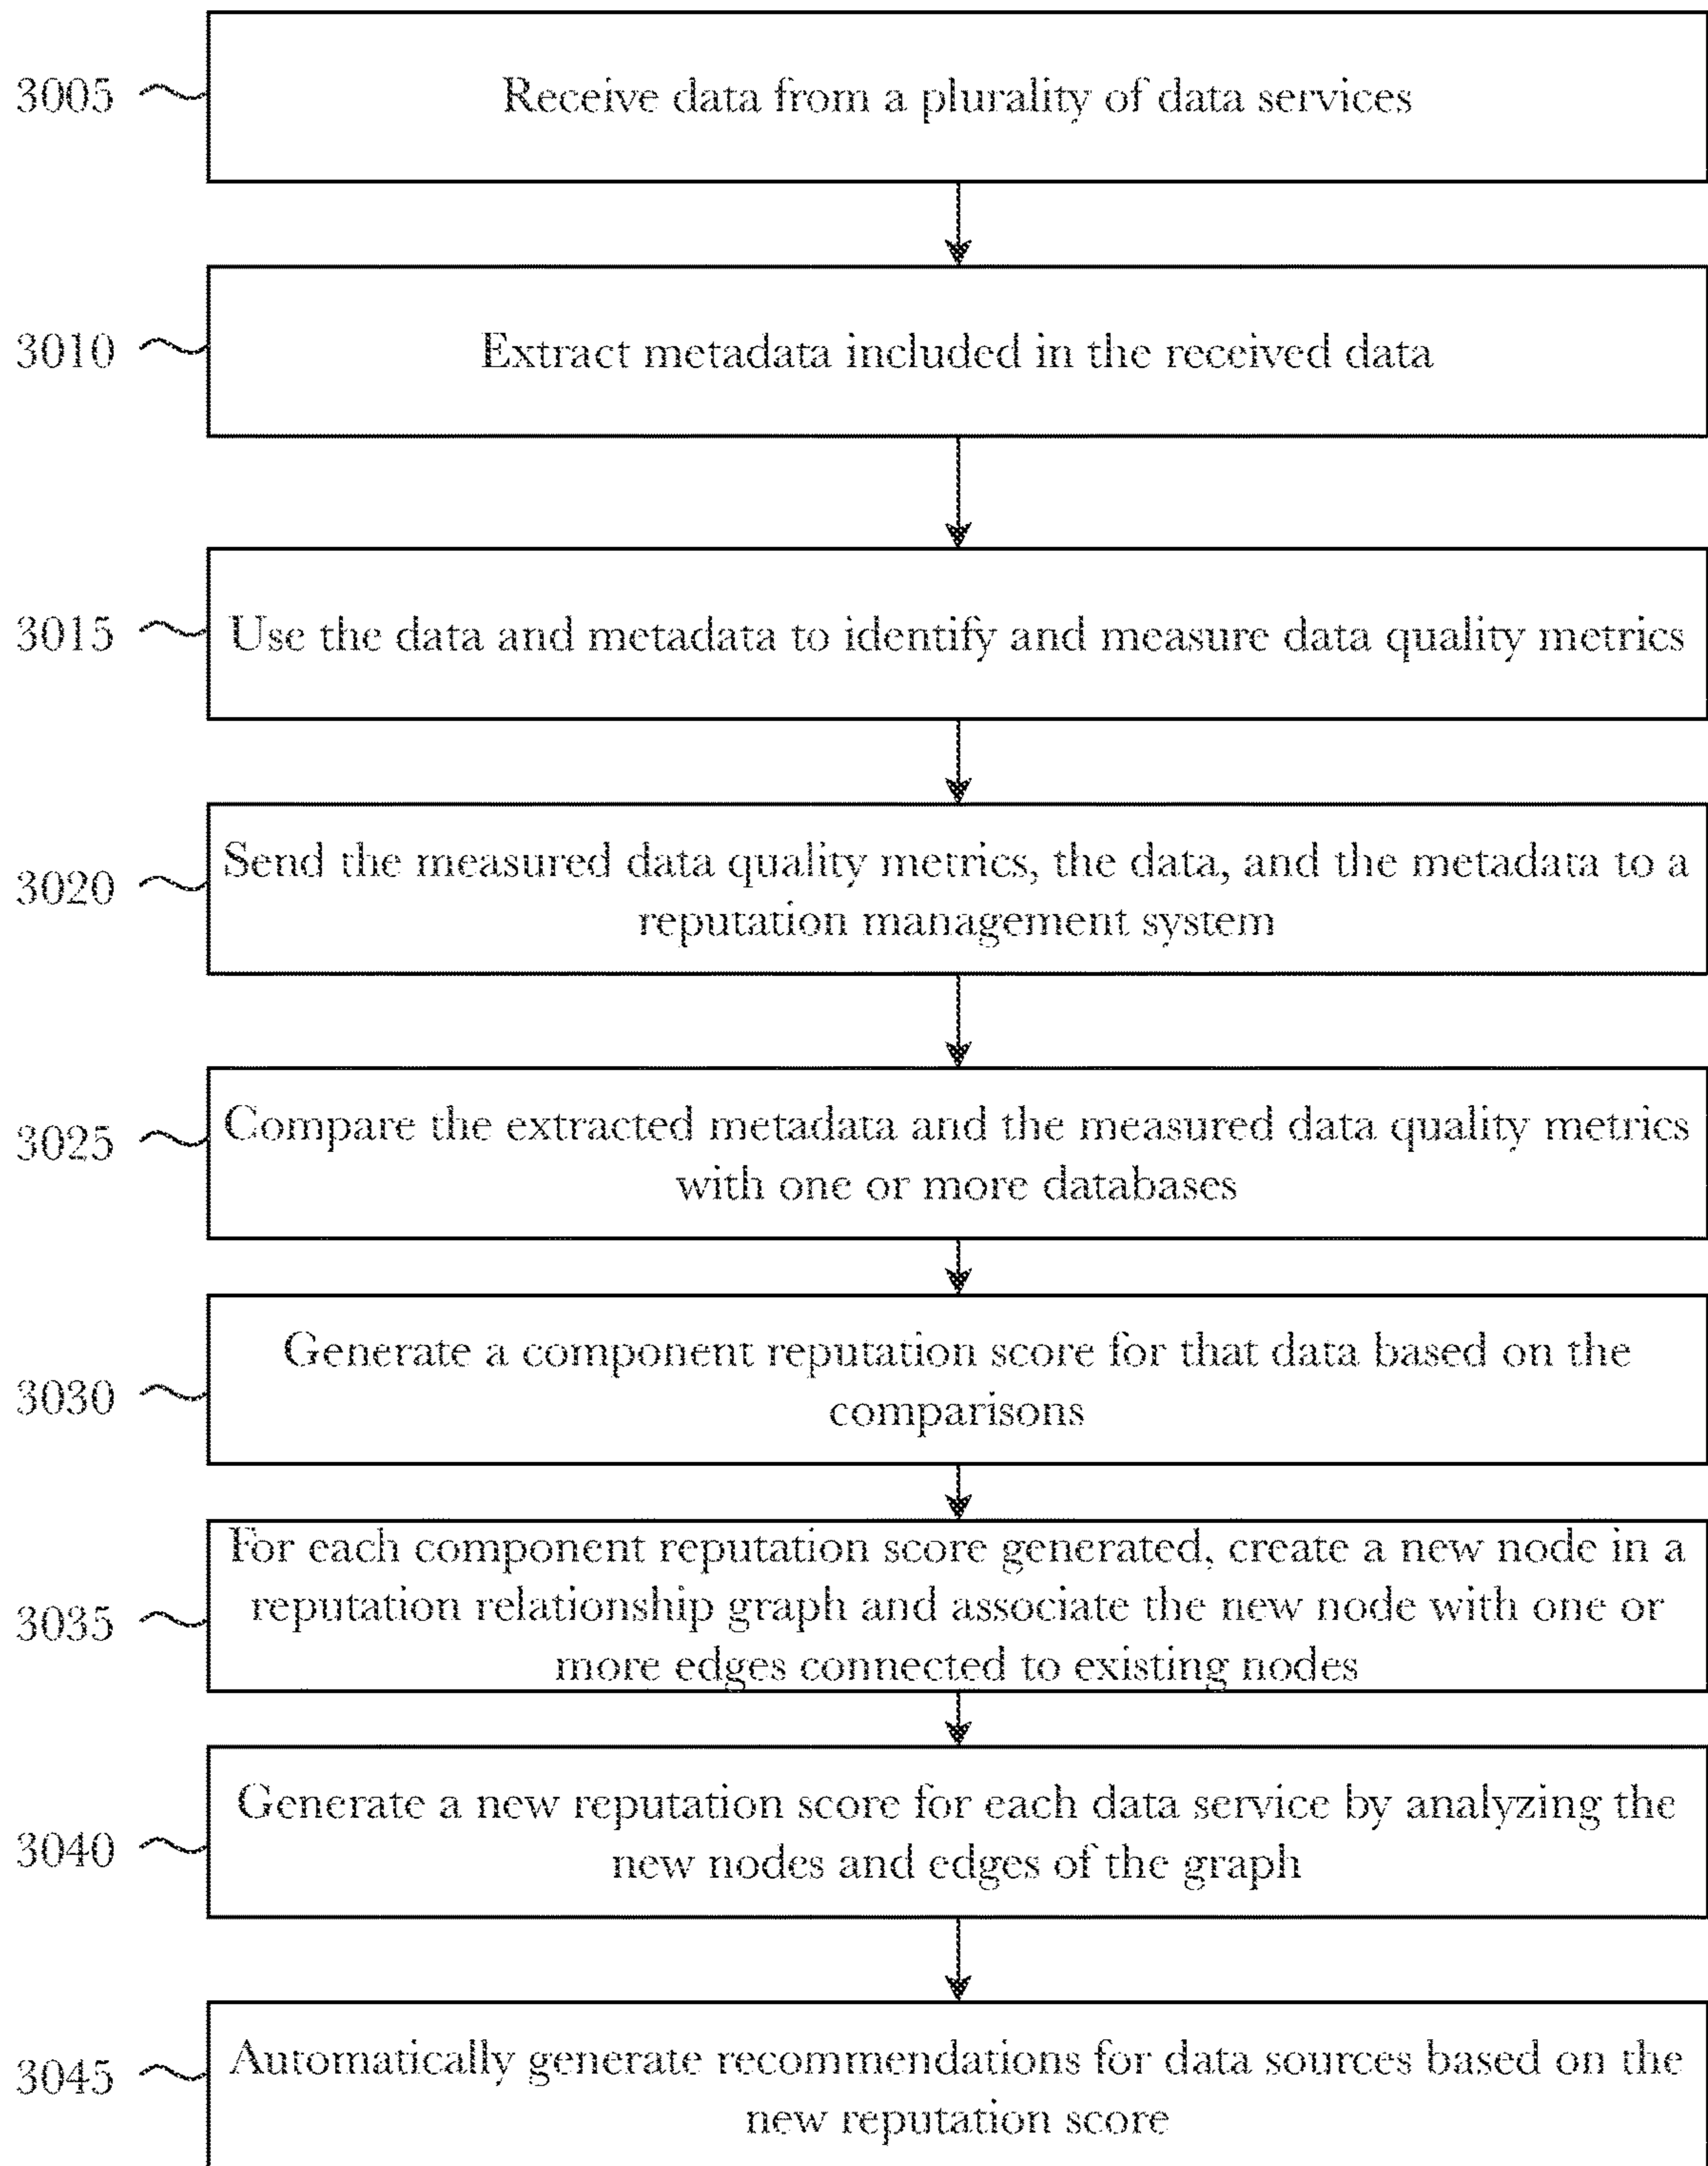 3005
Receive data from a plurality of data services
3010
Extract metadata included in the received data
3015
Use the data and metadata to identify and measure data quality metrics
3020
Send the measured data quality metrics, the data, and the metadata to a
reputation management system
3025
Compare the extracted metadata and the measured data quality metrics
with one or more databases
3030
Generate a component reputation score for that data based on the
comparisons
3035
For each component reputation score generated, create a new node in a
reputation relationship graph and associate the new node with one or
more edges connected to existing nodes
3040
Generate a new reputation score for each data service by analyzing the
new nodes and edges of the graph
3045
Automatically generate recommendations for data sources based on the
new reputation score